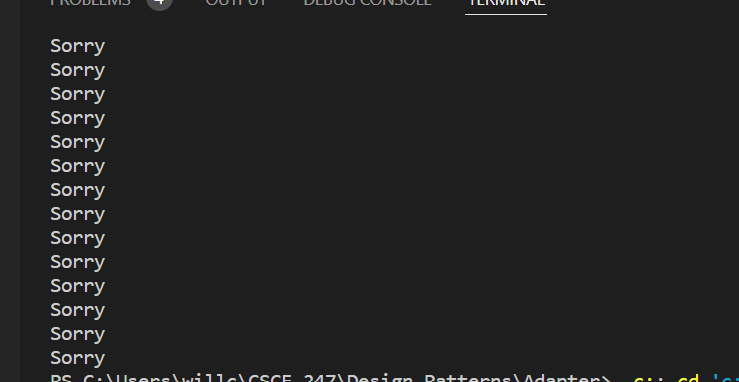 PROBLEMS 4 OUTPUT DEBUG CONSOLE TERMINAL
Sorry
Sorry
Sorry
Sorry
Sorry
Sorry
Sorry
Sorry
Sorry
Sorry
Sorry
Sorry
Sorry
Sorry
PS C:\Users\willc\CSCE 247\Design Patterns\Adapter> c:; cd 'c: